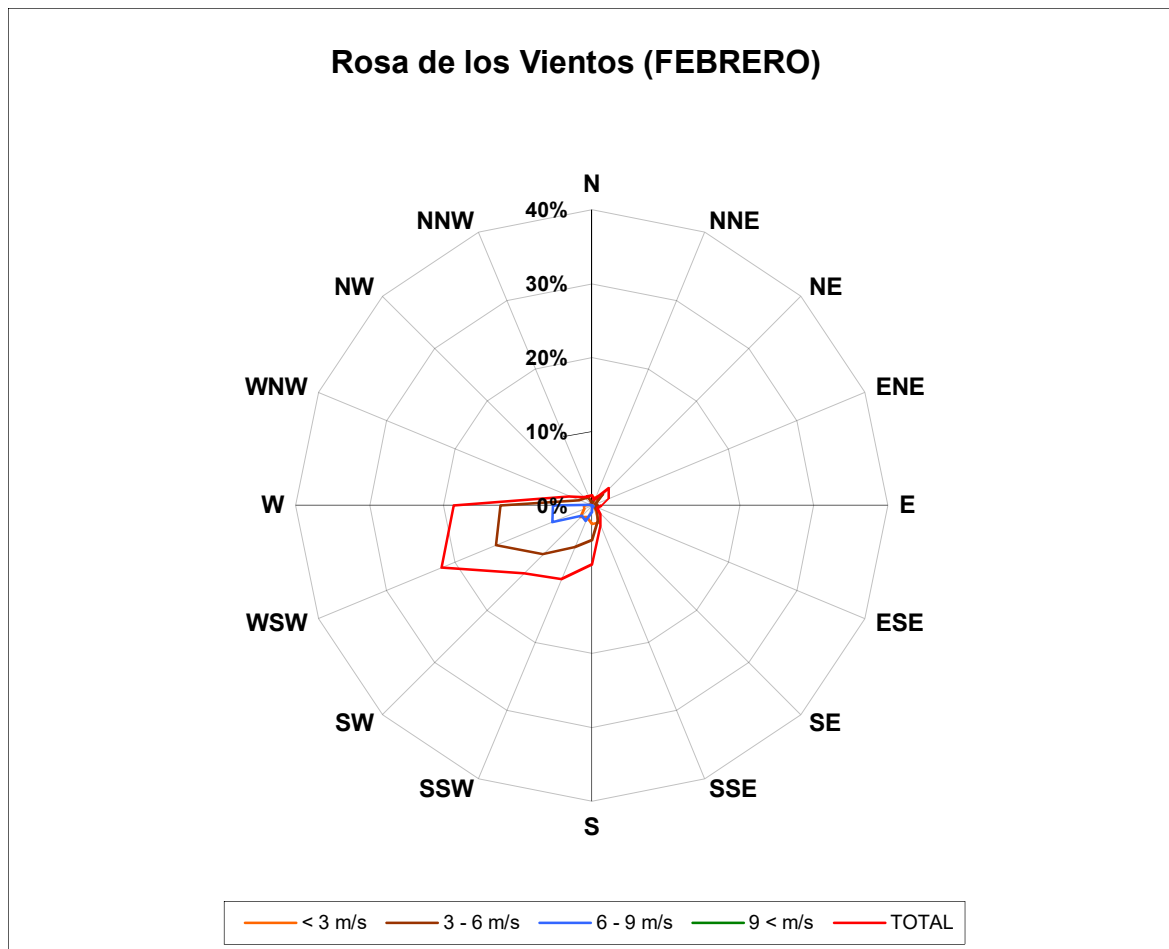 Rosa de los Vientos (FEBRERO)
N
40%
NNW
NNE
30%
NW
NE
20%
WNW
ENE
10%
W
0%
E
WSW
ESE
SW
SE
SSW
SSE
S
< 3 m/s 3 - 6 m/s 6 - 9 m/s 9 < m/s TOTAL